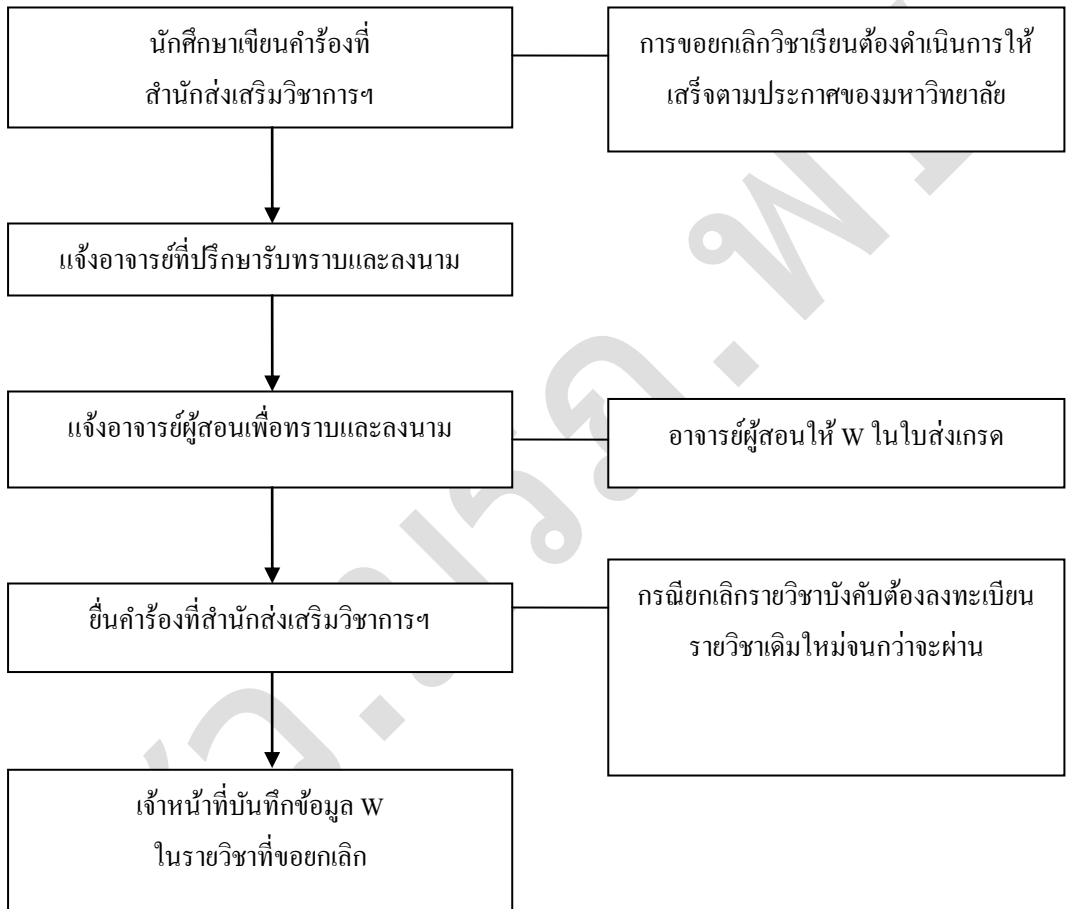 นักศึกษาเขียนคำร้องที่
สำนักส่งเสริมวิชาการฯ
การขอยกเลิกวิชาเรียนต้องดำเนินการให้
เสร็จตามประกาศของมหาวิทยาลัย
แจ้งอาจารย์ที่ปรึกษารับทราบและลงนาม
แจ้งอาจารย์ผู้สอนเพื่อทราบและลงนาม
อาจารย์ผู้สอนให้ W ในใบส่งเกรด
ยื่นคำร้องที่สำนักส่งเสริมวิชาการฯ
กรณียกเลิกรายวิชาบังคับต้องลงทะเบียน
รายวิชาเดิมใหม่จนกว่าจะผ่าน
เจ้าหน้าที่บันทึกข้อมูล W
ในรายวิชาที่ขอยกเลิก